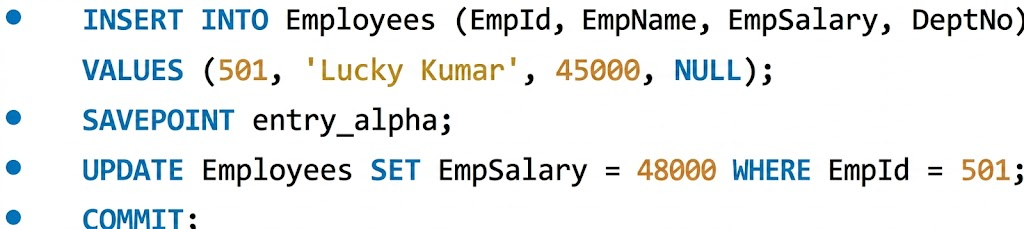 • INSERT INTO Employees (EmpId, EmpName, EmpSalary, DeptNo)
VALUES (501, 'Lucky Kumar', 45000, NULL);
• SAVEPOINT entry_alpha;
• UPDATE Employees SET EmpSalary = 48000 WHERE EmpId = 501;
• COMMIT;